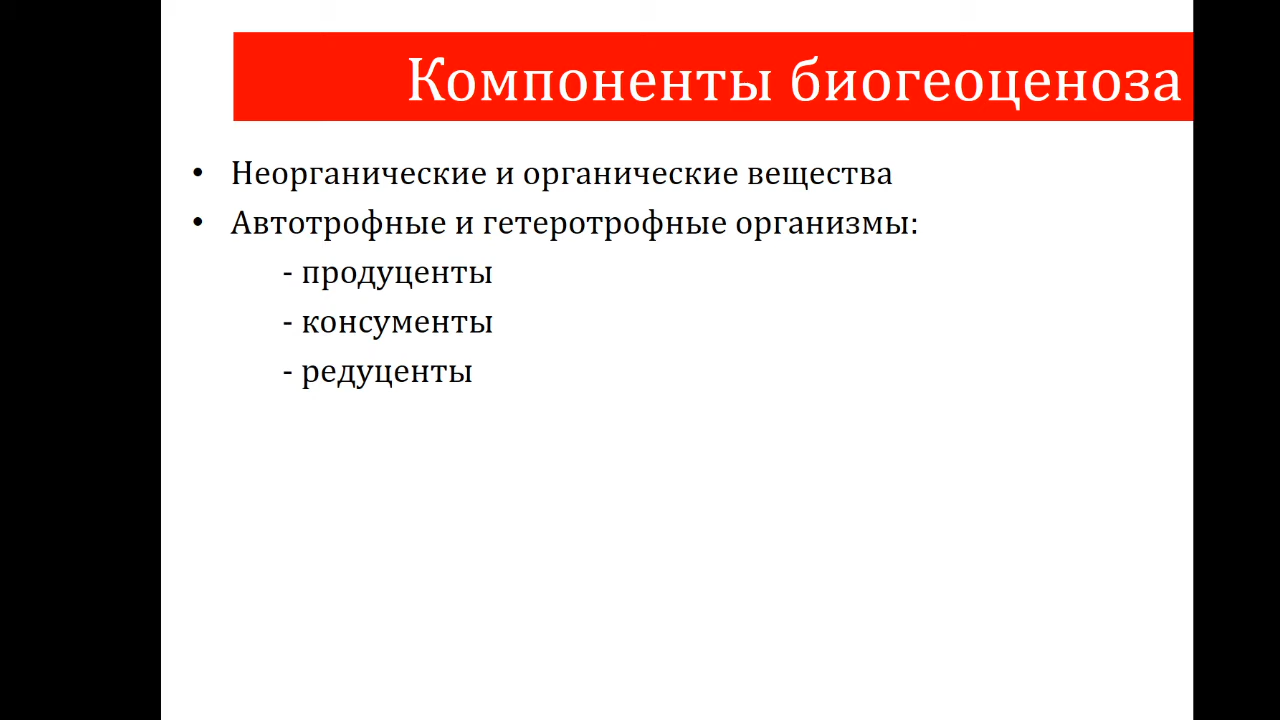 Компоненты биогеоценоза
• Неорганические и органические вещества
• Автотрофные и гетеротрофные организмы:
- продуценты
- консументы
- редуценты